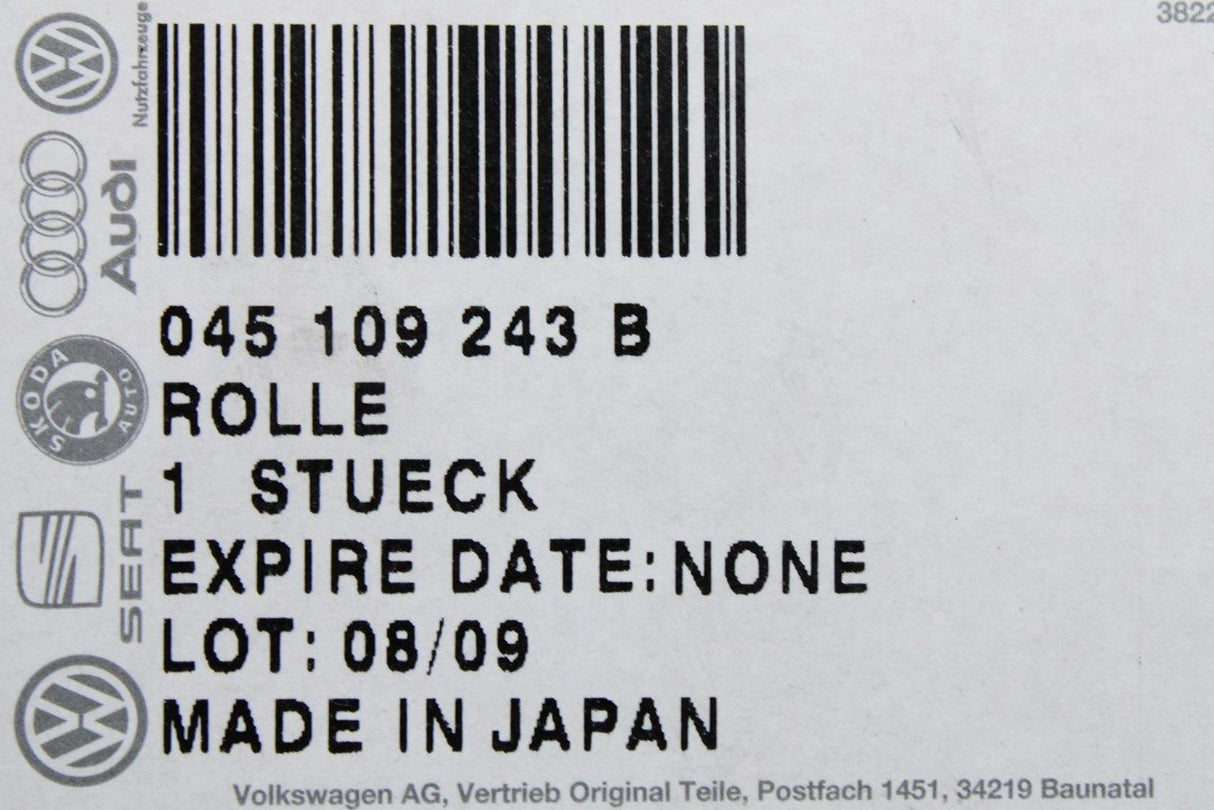 3822
Nutzfahrzeuge
Audi
SKODA
AUTO
SEAT
045 109 243 B
ROLLE
1 STUECK
EXPIRE DATE:NONE
LOT: 08/09
MADE IN JAPAN
Volkswagen AG, Vertrieb Original Teile, Postfach 1451, 34219 Baunatal